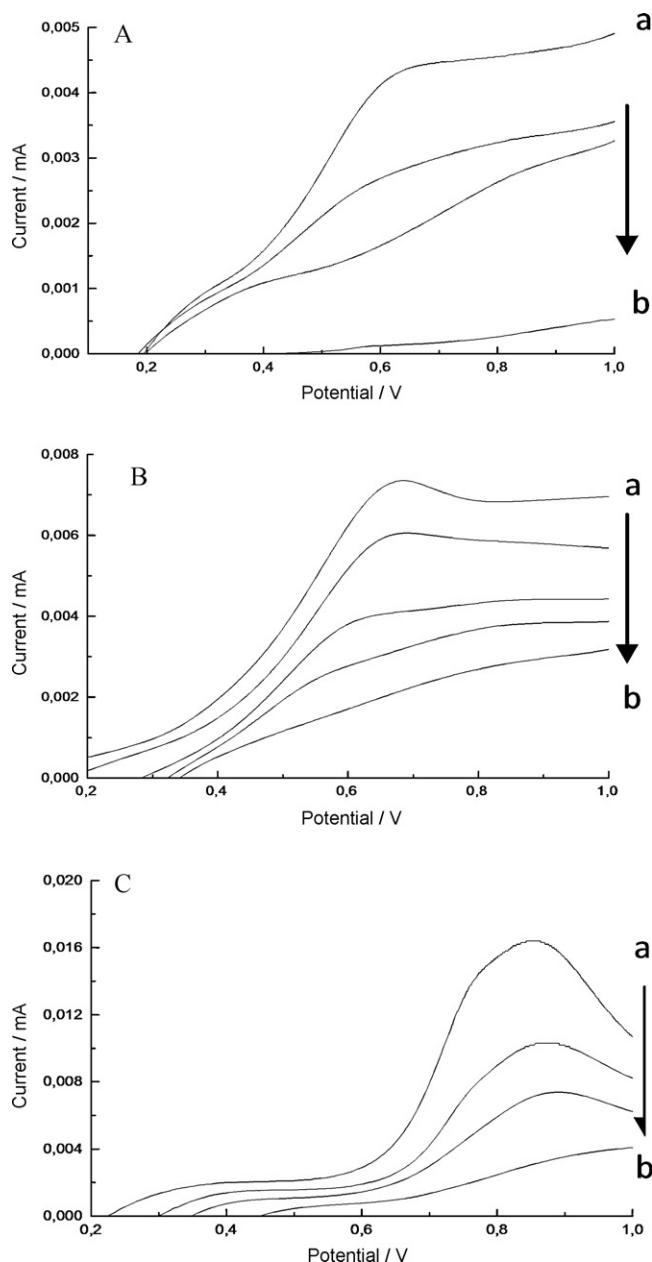 A
a
0,005
0,004
0,003
0,002
0,001
0,000
b
Current / mA
0,2 0,4 0,6 0,8 1,0
Potential / V
B
a
0,008
0,006
0,004
0,002
0,000
b
Current / mA
0,2 0,4 0,6 0,8 1,0
Potential / V
C
a
0,020
0,016
0,012
0,008
0,004
0,000
b
Current / mA
0,2 0,4 0,6 0,8 1,0
Potential / V